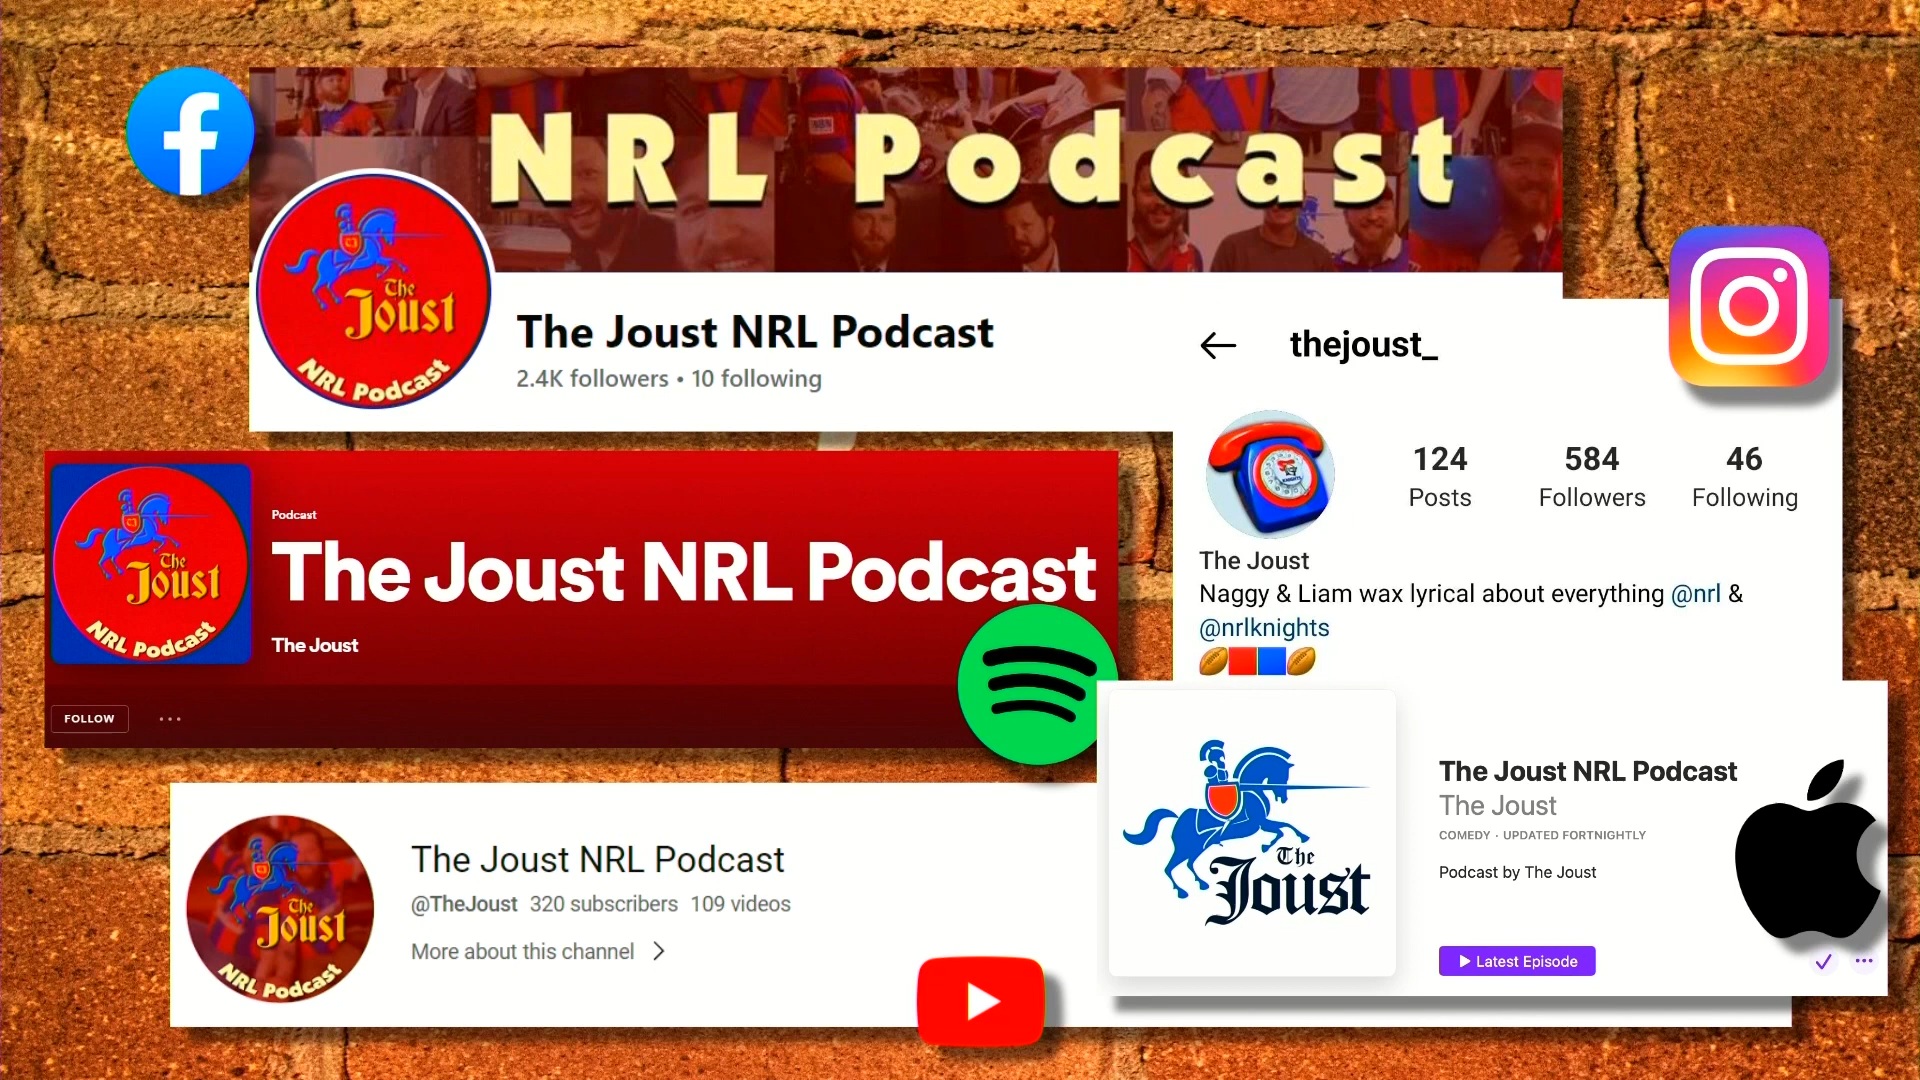 NRL Podcast
The
Joust
NRL Podcast
The Joust NRL Podcast
2.4K followers • 10 following
thejoust_
124
Posts
584
Followers
46
Following
The Joust
Naggy & Liam wax lyrical about everything @nrl &
@nrlknights
The
Joust
NRL Podcast
Podcast
The Joust NRL Podcast
The Joust
FOLLOW
The
Joust
The Joust NRL Podcast
The Joust
COMEDY · UPDATED FORTNIGHTLY
Podcast by The Joust
Latest Episode
The
Joust
NRL Podcast
The Joust NRL Podcast
@TheJoust 320 subscribers 109 videos
More about this channel